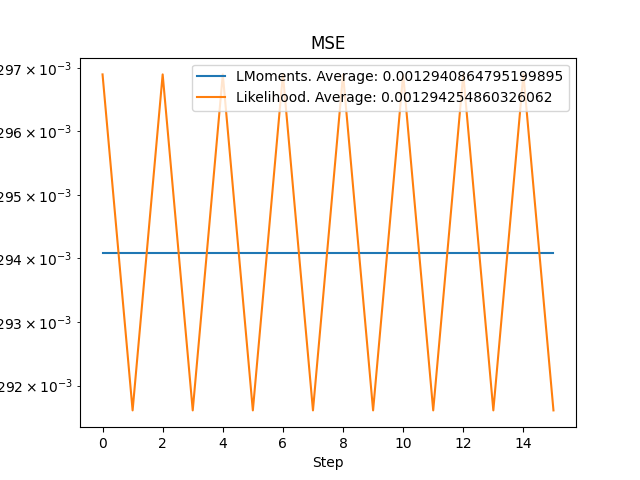 MSE
LMoments. Average: 0.0012940864795199895
Likelihood. Average: 0.001294254860326062
297 × 10⁻³
296 × 10⁻³
295 × 10⁻³
294 × 10⁻³
293 × 10⁻³
292 × 10⁻³
0 2 4 6 8 10 12 14
Step